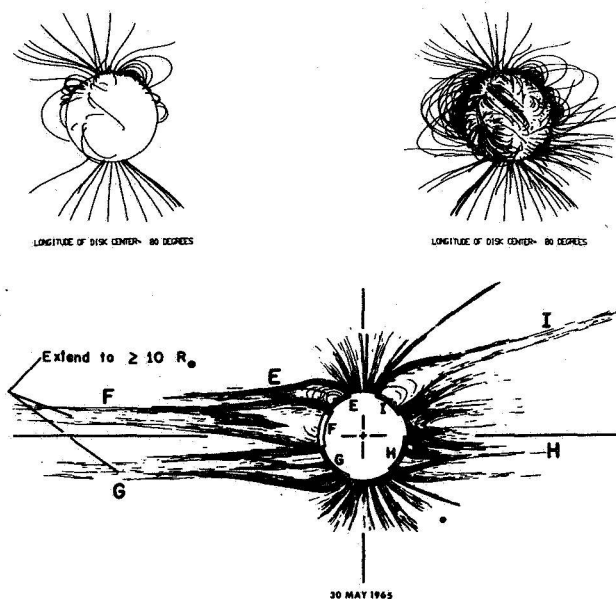 LONGITUDE OF DISK CENTER= 80 DEGREES
LONGITUDE OF DISK CENTER= 80 DEGREES
Extend to ≥ 10 R●
E
I
F
G
H
E
I
F
G
H
30 MAY 1965